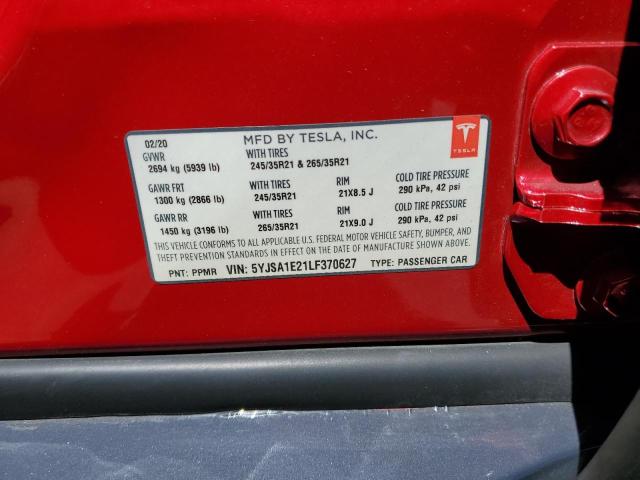 02/20 MFD BY TESLA, INC.
TESLA
GVWR WITH TIRES
2694 kg (5939 lb) 245/35R21 & 265/35R21
GAWR FRT WITH TIRES RIM COLD TIRE PRESSURE
1300 kg (2866 lb) 245/35R21 21X8.5 J 290 kPa, 42 psi
GAWR RR WITH TIRES RIM COLD TIRE PRESSURE
1450 kg (3196 lb) 265/35R21 21X9.0 J 290 kPa, 42 psi
THIS VEHICLE CONFORMS TO ALL APPLICABLE U.S. FEDERAL MOTOR VEHICLE SAFETY, BUMPER, AND
THEFT PREVENTION STANDARDS IN EFFECT ON THE DATE OF MANUFACTURE SHOWN ABOVE.
PNT: PPMR VIN: 5YJSA1E21LF370627 TYPE: PASSENGER CAR